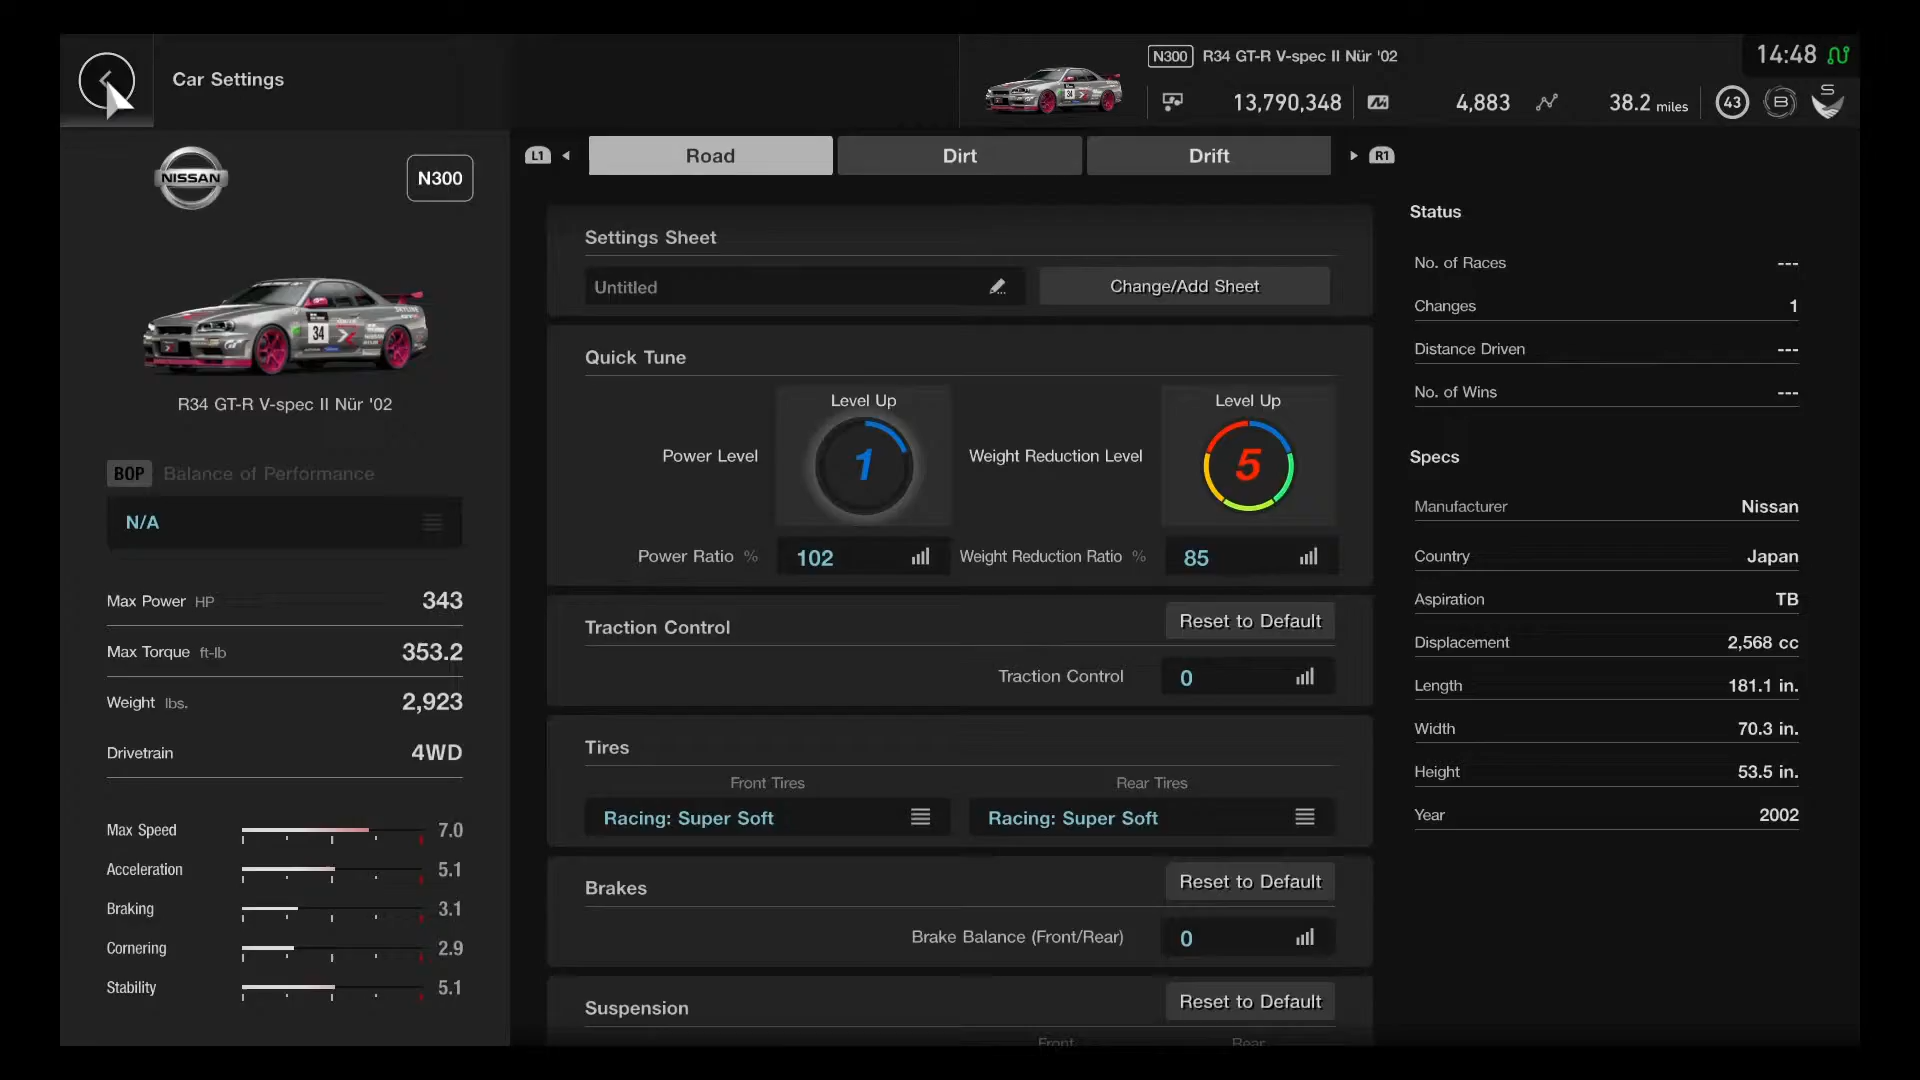 Car Settings
N300 R34 GT-R V-spec II Nür '02
14:48
13,790,348
4,883
38.2 miles
43
B
S
NISSAN
N300
34
R34 GT-R V-spec II Nür '02
BOP Balance of Performance
N/A
Max Power HP 343
Max Torque ft-lb 353.2
Weight lbs. 2,923
Drivetrain 4WD
Max Speed 7.0
Acceleration 5.1
Braking 3.1
Cornering 2.9
Stability 5.1
L1 Road Dirt Drift R1
Settings Sheet
Untitled Change/Add Sheet
Quick Tune
Level Up Level Up
Power Level 1 Weight Reduction Level 5
Power Ratio % 102 Weight Reduction Ratio % 85
Traction Control Reset to Default
Traction Control 0
Tires
Front Tires Rear Tires
Racing: Super Soft Racing: Super Soft
Brakes Reset to Default
Brake Balance (Front/Rear) 0
Suspension Reset to Default
Front Rear
Status
No. of Races ---
Changes 1
Distance Driven ---
No. of Wins ---
Specs
Manufacturer Nissan
Country Japan
Aspiration TB
Displacement 2,568 cc
Length 181.1 in.
Width 70.3 in.
Height 53.5 in.
Year 2002